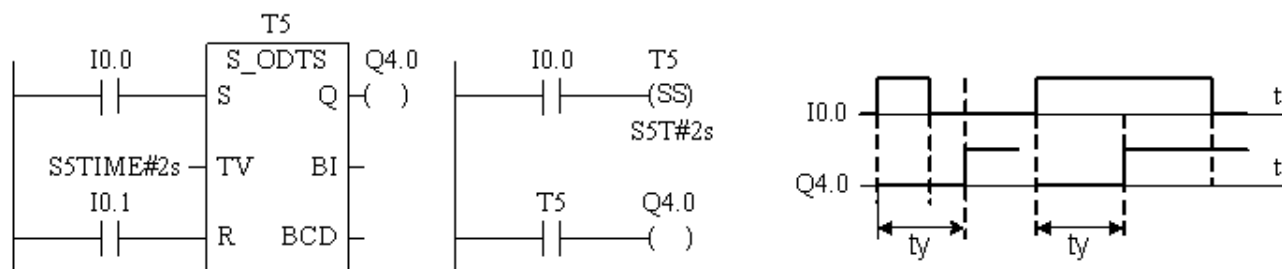 T5
I0.0
S_ODTS
Q4.0
S
Q
( )
S5TIME#2s
TV
BI
I0.1
R
BCD
I0.0
T5
(SS)
S5T#2s
T5
Q4.0
( )
I0.0
t
Q4.0
t
ty
ty